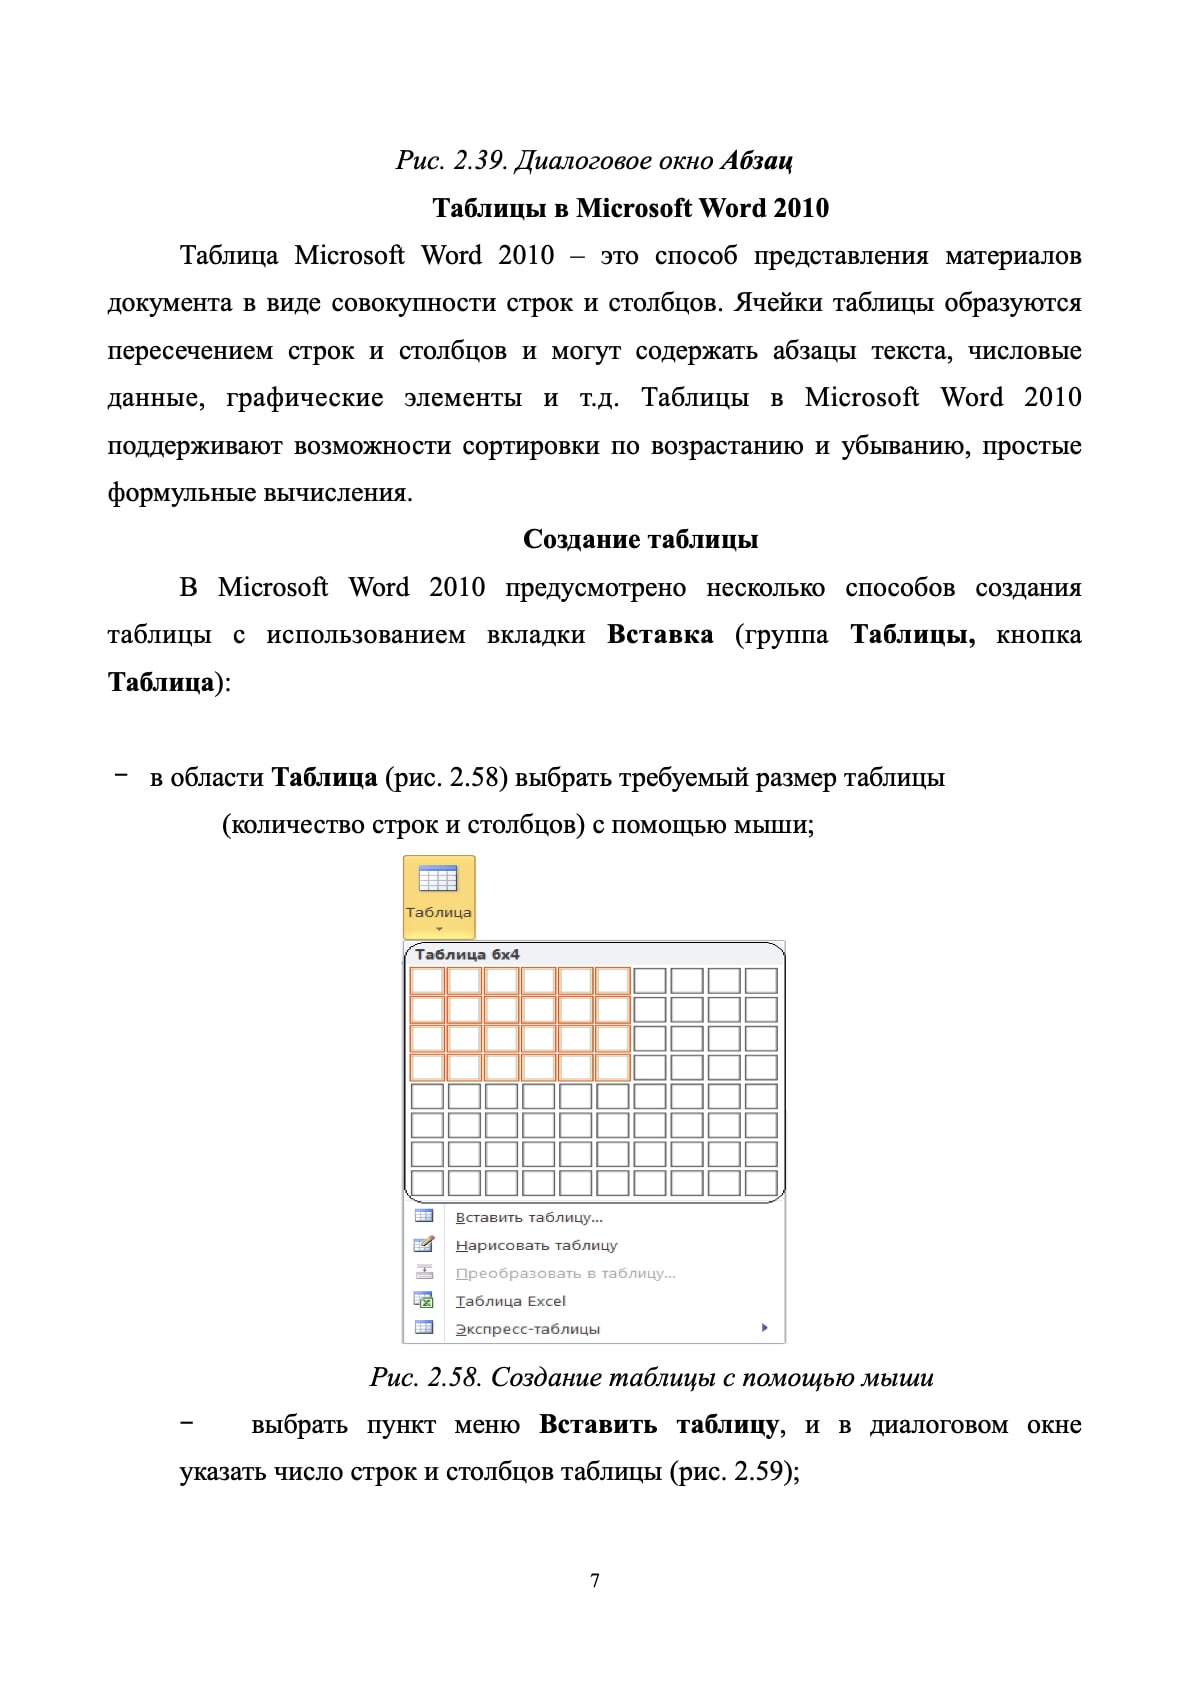 Рис. 2.39. Диалоговое окно Абзац
Таблицы в Microsoft Word 2010
Таблица Microsoft Word 2010 – это способ представления материалов
документа в виде совокупности строк и столбцов. Ячейки таблицы образуются
пересечением строк и столбцов и могут содержать абзацы текста, числовые
данные, графические элементы и т.д. Таблицы в Microsoft Word 2010
поддерживают возможности сортировки по возрастанию и убыванию, простые
формульные вычисления.
Создание таблицы
В Microsoft Word 2010 предусмотрено несколько способов создания
таблицы с использованием вкладки Вставка (группа Таблицы, кнопка
Таблица):
− в области Таблица (рис. 2.58) выбрать требуемый размер таблицы
(количество строк и столбцов) с помощью мыши;
Таблица
Таблица 6x4
Вставить таблицу...
Нарисовать таблицу
Преобразовать в таблицу...
Таблица Excel
Экспресс-таблицы
Рис. 2.58. Создание таблицы с помощью мыши
− выбрать пункт меню Вставить таблицу, и в диалоговом окне
указать число строк и столбцов таблицы (рис. 2.59);
7